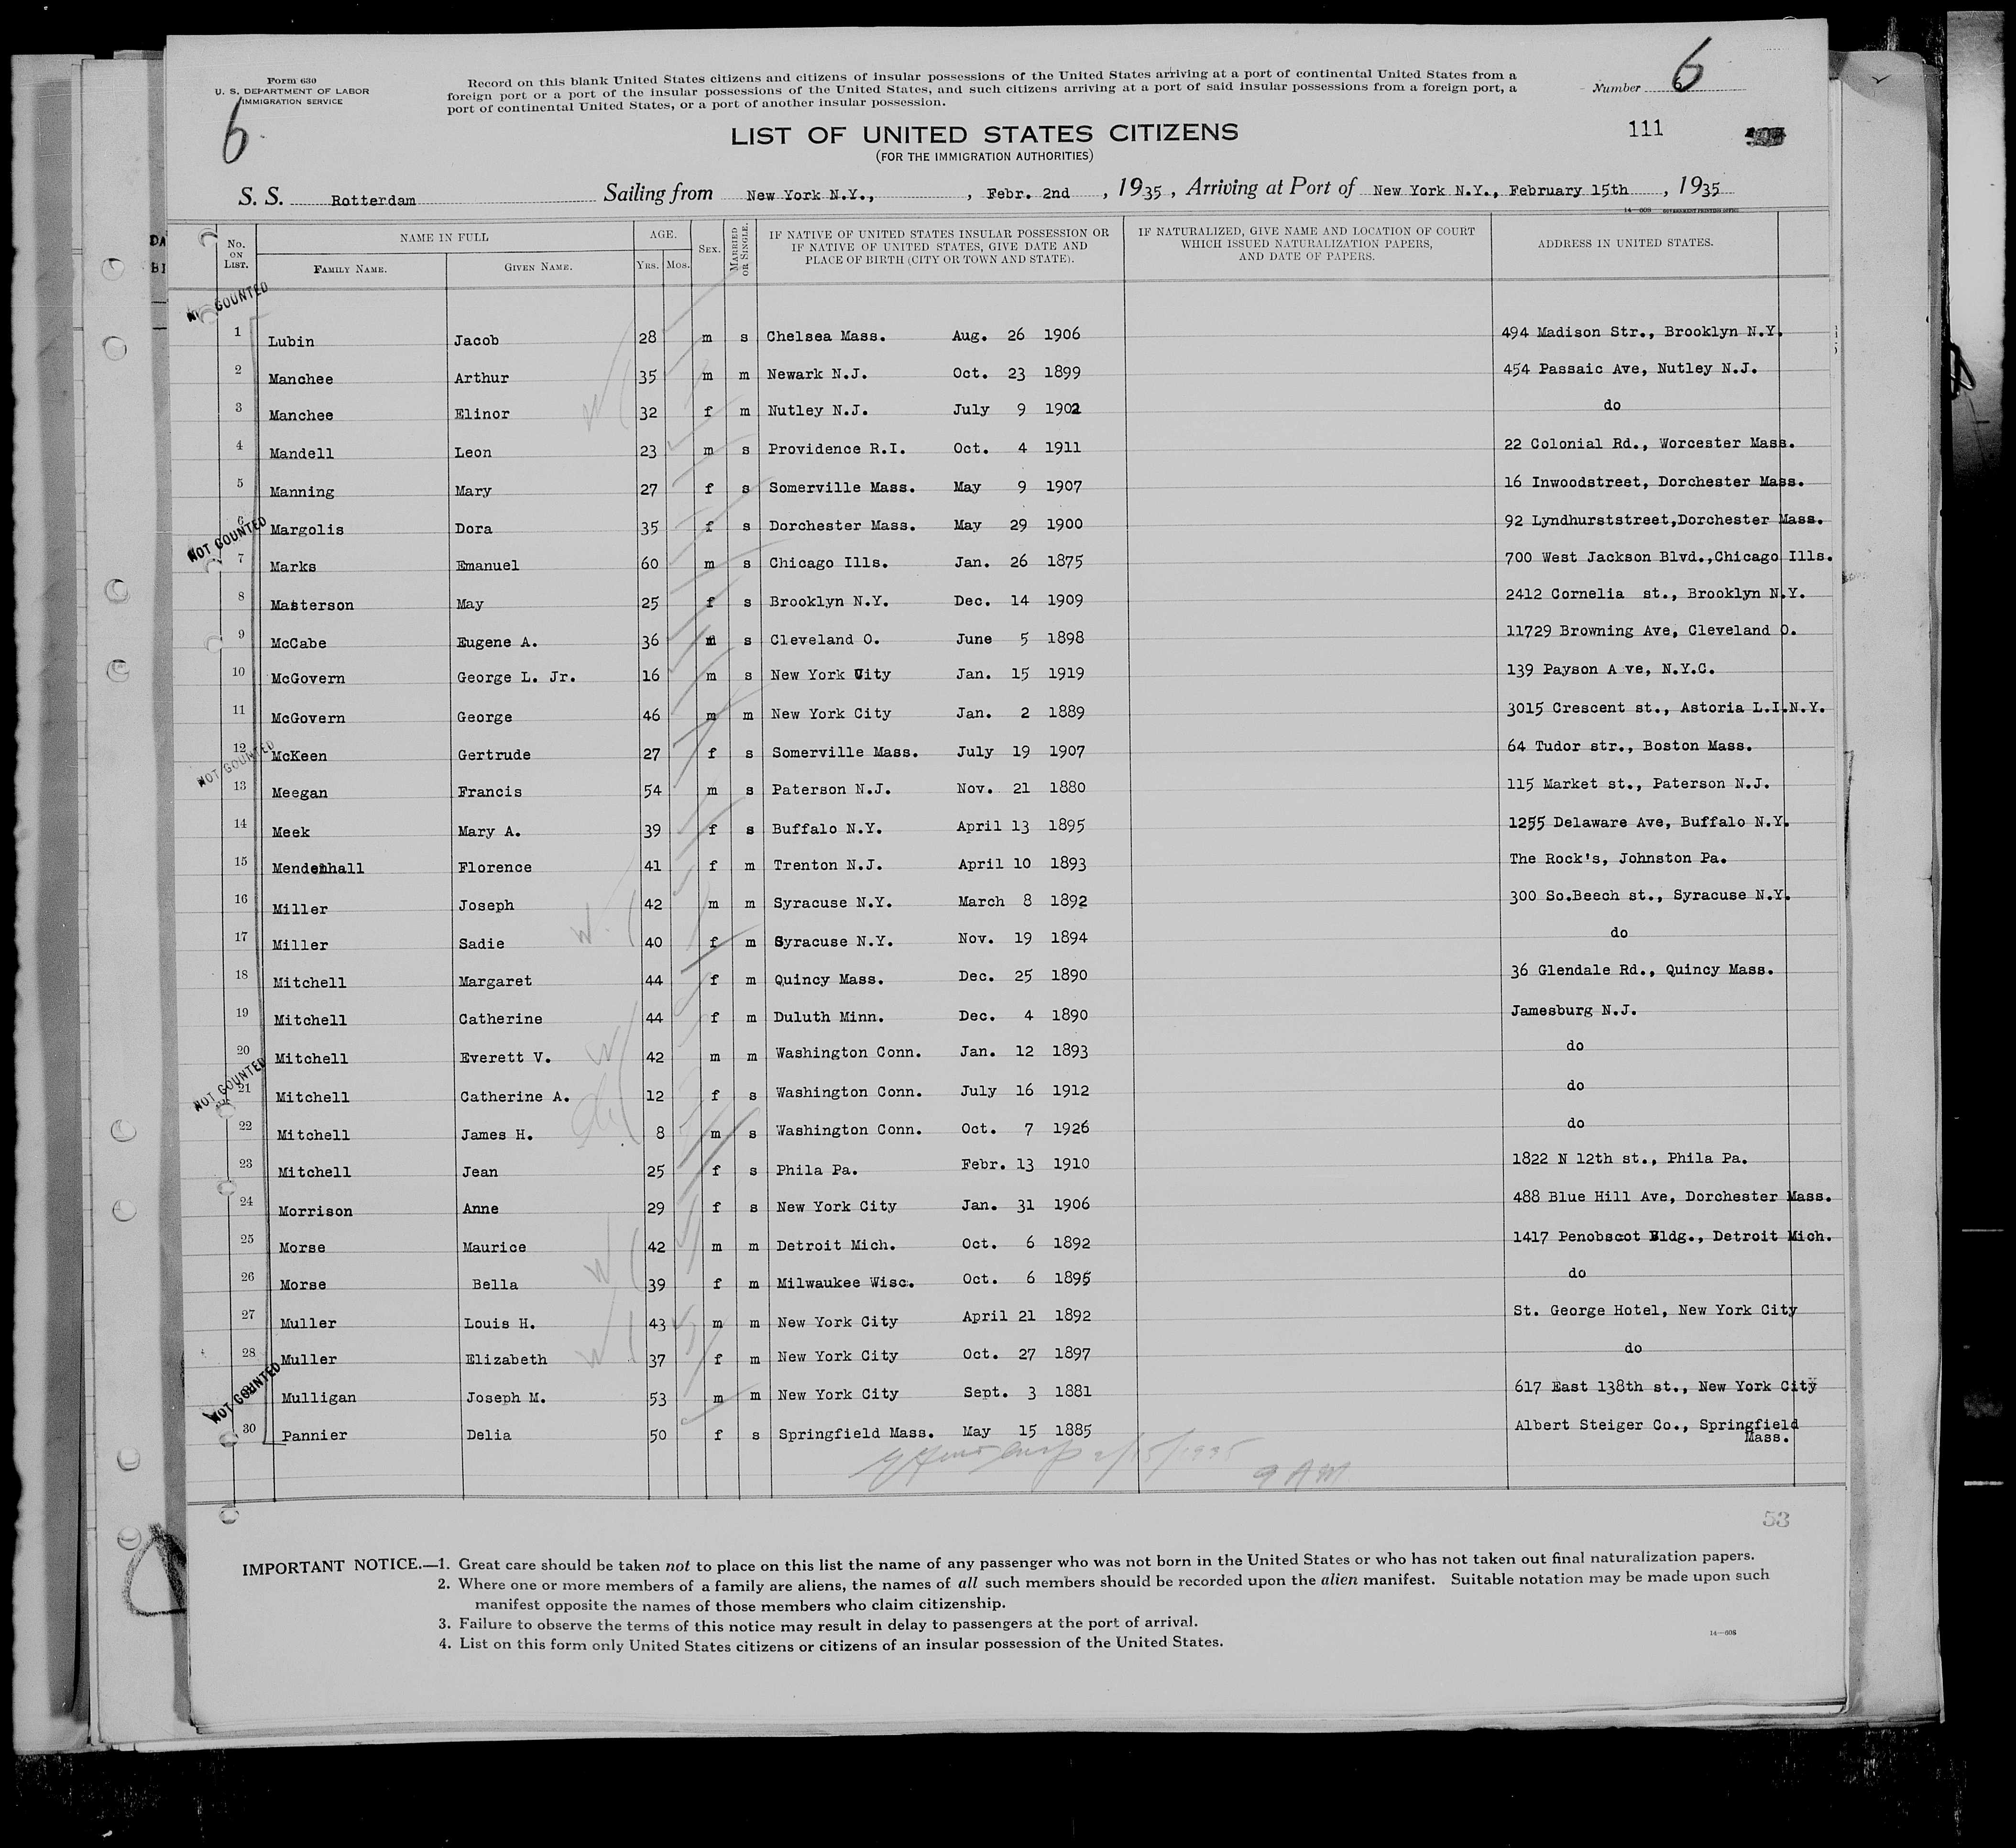 Form 630
U. S. DEPARTMENT OF LABOR
IMMIGRATION SERVICE
6
Record on this blank United States citizens and citizens of insular possessions of the United States arriving at a port of continental United States from a
foreign port or a port of the insular possessions of the United States, and such citizens arriving at a port of said insular possessions from a foreign port, a
port of continental United States, or a port of another insular possession.
Number 6
LIST OF UNITED STATES CITIZENS
(FOR THE IMMIGRATION AUTHORITIES)
111
S. S. Rotterdam Sailing from New York N.Y., , Febr. 2nd , 1935 , Arriving at Port of New York N.Y., February 15th , 1935
14—608 GOVERNMENT PRINTING OFFICE
No. ON LIST. NAME IN FULL FAMILY NAME. GIVEN NAME. AGE. YRS. MOS. SEX. MARRIED OR SINGLE. IF NATIVE OF UNITED STATES INSULAR POSSESSION OR IF NATIVE OF UNITED STATES, GIVE DATE AND PLACE OF BIRTH (CITY OR TOWN AND STATE). IF NATURALIZED, GIVE NAME AND LOCATION OF COURT WHICH ISSUED NATURALIZATION PAPERS, AND DATE OF PAPERS. ADDRESS IN UNITED STATES.
COUNTED
1 Lubin Jacob 28 m s Chelsea Mass. Aug. 26 1906 494 Madison Str., Brooklyn N.Y.
2 Manchee Arthur 35 m m Newark N.J. Oct. 23 1899 454 Passaic Ave, Nutley N.J.
3 Manchee Elinor 32 f m Nutley N.J. July 9 1902 do
4 Mandell Leon 23 m s Providence R.I. Oct. 4 1911 22 Colonial Rd., Worcester Mass.
5 Manning Mary 27 f s Somerville Mass. May 9 1907 16 Inwoodstreet, Dorchester Mass.
6 Margolis Dora 35 f s Dorchester Mass. May 29 1900 92 Lyndhurststreet,Dorchester Mass.
NOT COUNTED
7 Marks Emanuel 60 m s Chicago Ills. Jan. 26 1875 700 West Jackson Blvd.,Chicago Ills.
8 Masterson May 25 f s Brooklyn N.Y. Dec. 14 1909 2412 Cornelia st., Brooklyn N.Y.
9 McCabe Eugene A. 36 m s Cleveland O. June 5 1898 11729 Browning Ave, Cleveland O.
10 McGovern George L. Jr. 16 m s New York City Jan. 15 1919 139 Payson A ve, N.Y.C.
11 McGovern George 46 m m New York City Jan. 2 1889 3015 Crescent st., Astoria L.I.N.Y.
12 McKeen Gertrude 27 f s Somerville Mass. July 19 1907 64 Tudor str., Boston Mass.
NOT COUNTED
13 Meegan Francis 54 m s Paterson N.J. Nov. 21 1880 115 Market st., Paterson N.J.
14 Meek Mary A. 39 f s Buffalo N.Y. April 13 1895 1255 Delaware Ave, Buffalo N.Y.
15 Mendenhall Florence 41 f m Trenton N.J. April 10 1893 The Rock's, Johnston Pa.
16 Miller Joseph 42 m m Syracuse N.Y. March 8 1892 300 So.Beech st., Syracuse N.Y.
17 Miller Sadie 40 f m Syracuse N.Y. Nov. 19 1894 do
18 Mitchell Margaret 44 f m Quincy Mass. Dec. 25 1890 36 Glendale Rd., Quincy Mass.
19 Mitchell Catherine 44 f m Duluth Minn. Dec. 4 1890 Jamesburg N.J.
20 Mitchell Everett V. 42 m m Washington Conn. Jan. 12 1893 do
NOT COUNTED
21 Mitchell Catherine A. 12 f s Washington Conn. July 16 1912 do
22 Mitchell James H. 8 m s Washington Conn. Oct. 7 1926 do
23 Mitchell Jean 25 f s Phila Pa. Febr. 13 1910 1822 N 12th st., Phila Pa.
24 Morrison Anne 29 f s New York City Jan. 31 1906 488 Blue Hill Ave, Dorchester Mass.
25 Morse Maurice 42 m m Detroit Mich. Oct. 6 1892 1417 Penobscot Bldg., Detroit Mich.
26 Morse Bella 39 f m Milwaukee Wisc. Oct. 6 1895 do
27 Muller Louis H. 43 m m New York City April 21 1892 St. George Hotel, New York City
28 Muller Elizabeth 37 f m New York City Oct. 27 1897 do
NOT COUNTED
Mulligan Joseph M. 53 m m New York City Sept. 3 1881 617 East 138th st., New York City
30 Pannier Delia 50 f s Springfield Mass. May 15 1885 Albert Steiger Co., Springfield
Mass.
2/15/1935
9 AM
53
IMPORTANT NOTICE.—1. Great care should be taken not to place on this list the name of any passenger who was not born in the United States or who has not taken out final naturalization papers.
2. Where one or more members of a family are aliens, the names of all such members should be recorded upon the alien manifest. Suitable notation may be made upon such
manifest opposite the names of those members who claim citizenship.
3. Failure to observe the terms of this notice may result in delay to passengers at the port of arrival.
4. List on this form only United States citizens or citizens of an insular possession of the United States.
14—608